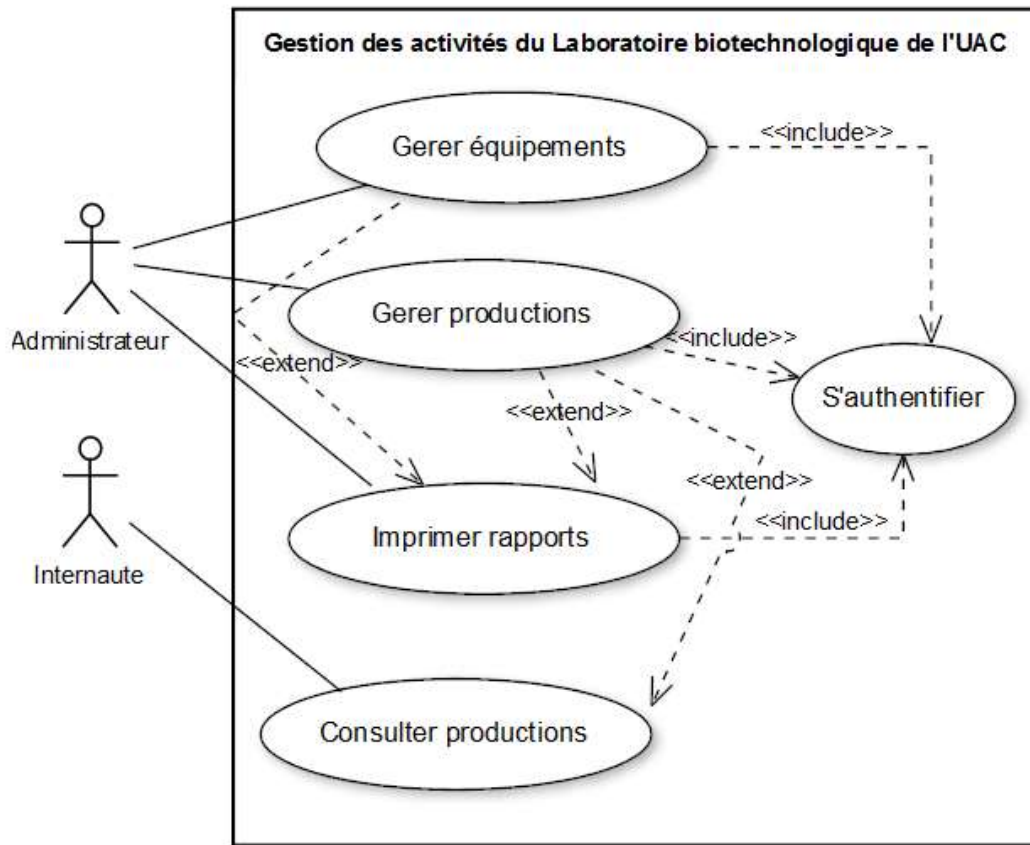 Gestion des activités du Laboratoire biotechnologique de l'UAC
Gerer équipements
<<include>>
Gerer productions
Administrateur
<<include>>
<<extend>>
S'authentifier
<<extend>>
<<extend>>
Imprimer rapports
<<include>>
Internaute
Consulter productions